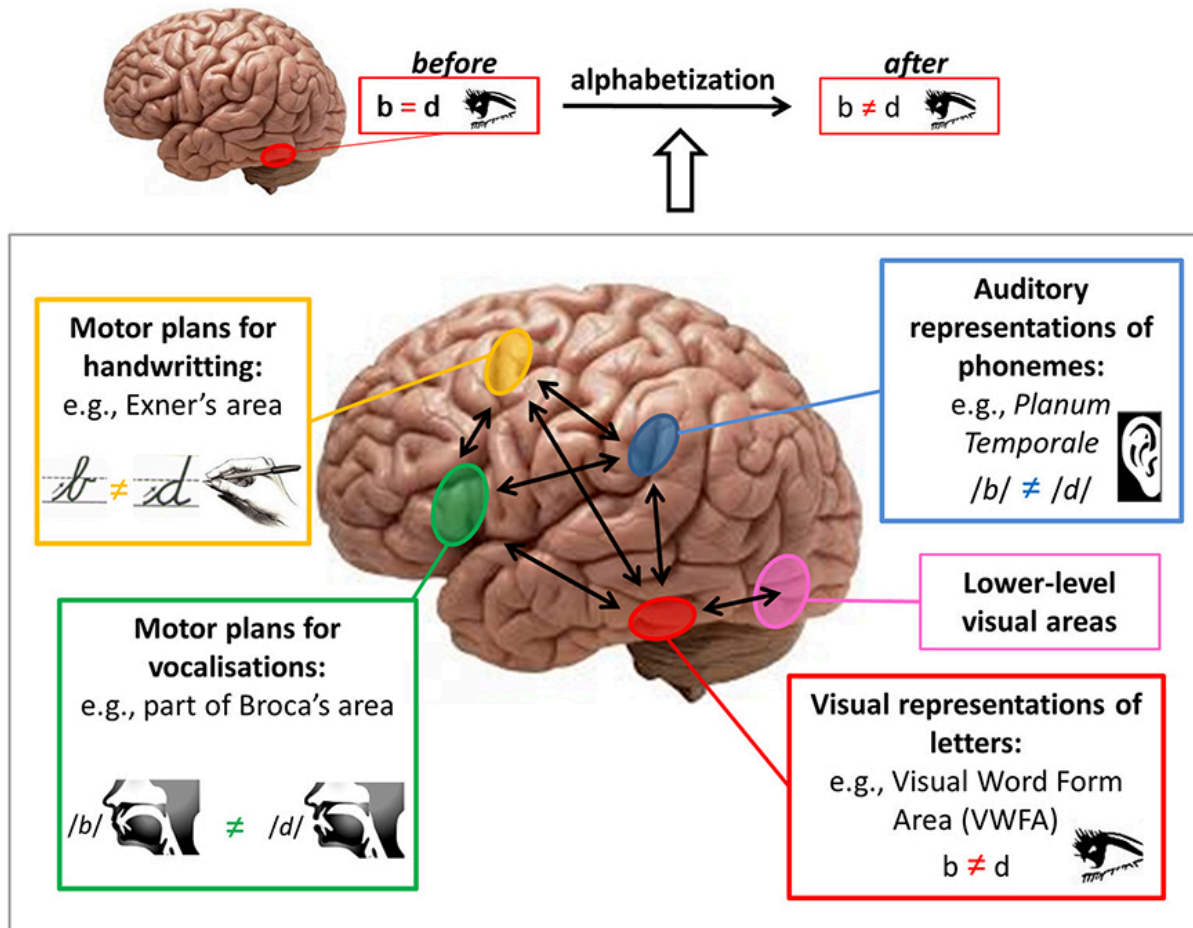 before
b = d
alphabetization
after
b ≠ d
Motor plans for
handwritting:
e.g., Exner's area
b ≠ d
Auditory
representations of
phonemes:
e.g., Planum
Temporale
/b/ ≠ /d/
Lower-level
visual areas
Motor plans for
vocalisations:
e.g., part of Broca's area
/b/ ≠ /d/
Visual representations of
letters:
e.g., Visual Word Form
Area (VWFA)
b ≠ d